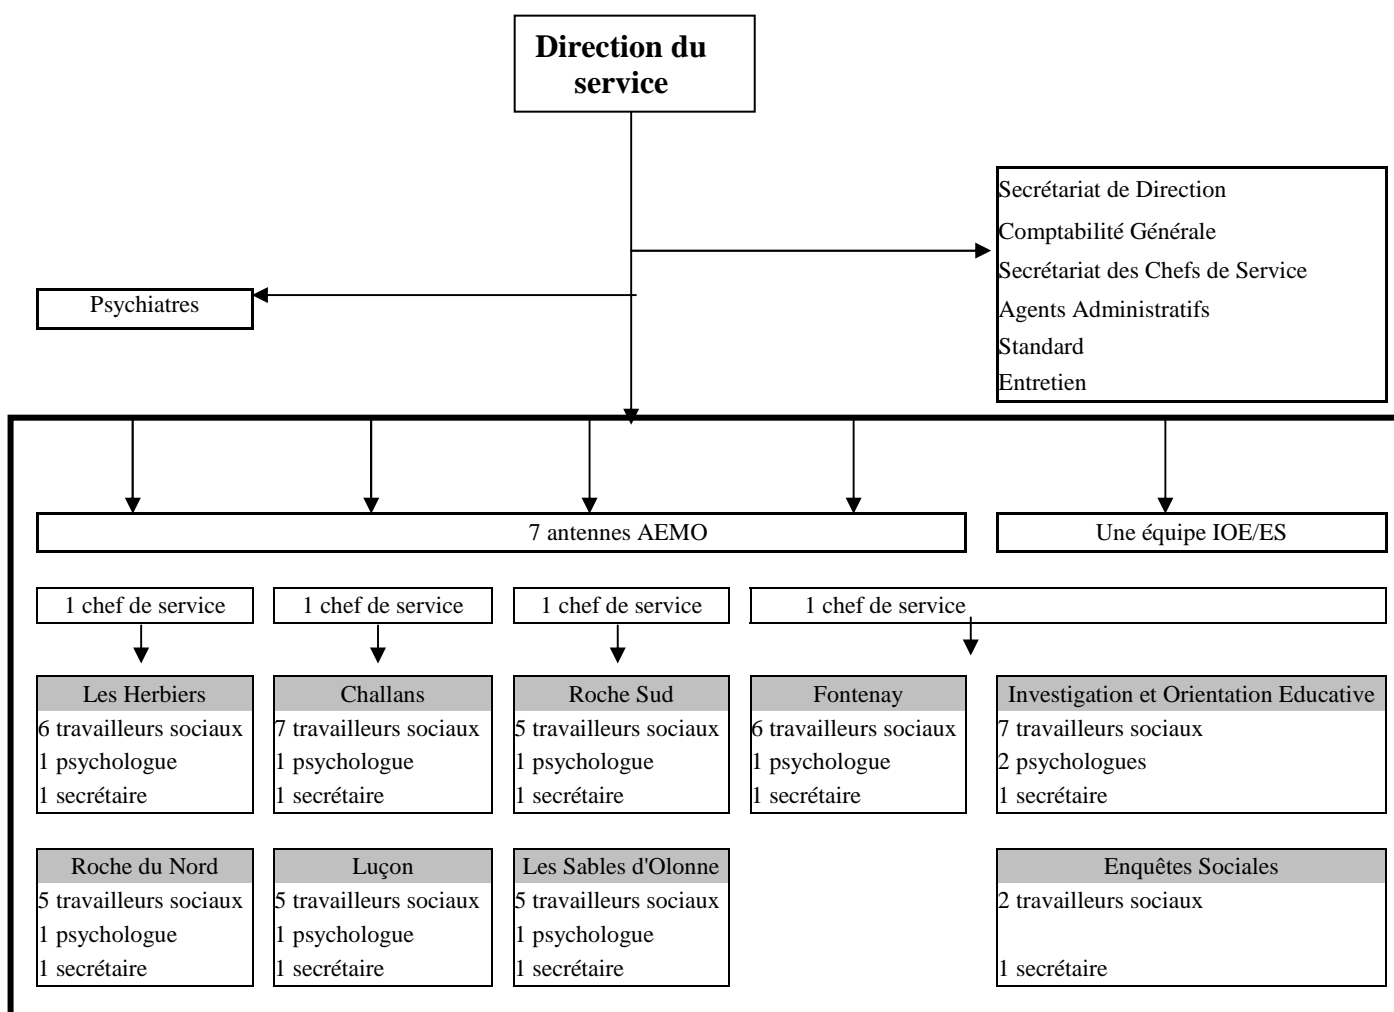 Direction du
service
Secrétariat de Direction
Comptabilité Générale
Secrétariat des Chefs de Service
Agents Administratifs
Standard
Entretien
Psychiatres
7 antennes AEMO
Une équipe IOE/ES
1 chef de service
1 chef de service
1 chef de service
1 chef de service
Les Herbiers
6 travailleurs sociaux
1 psychologue
1 secrétaire
Challans
7 travailleurs sociaux
1 psychologue
1 secrétaire
Roche Sud
5 travailleurs sociaux
1 psychologue
1 secrétaire
Fontenay
6 travailleurs sociaux
1 psychologue
1 secrétaire
Investigation et Orientation Educative
7 travailleurs sociaux
2 psychologues
1 secrétaire
Roche du Nord
5 travailleurs sociaux
1 psychologue
1 secrétaire
Luçon
5 travailleurs sociaux
1 psychologue
1 secrétaire
Les Sables d'Olonne
5 travailleurs sociaux
1 psychologue
1 secrétaire
Enquêtes Sociales
2 travailleurs sociaux
1 secrétaire